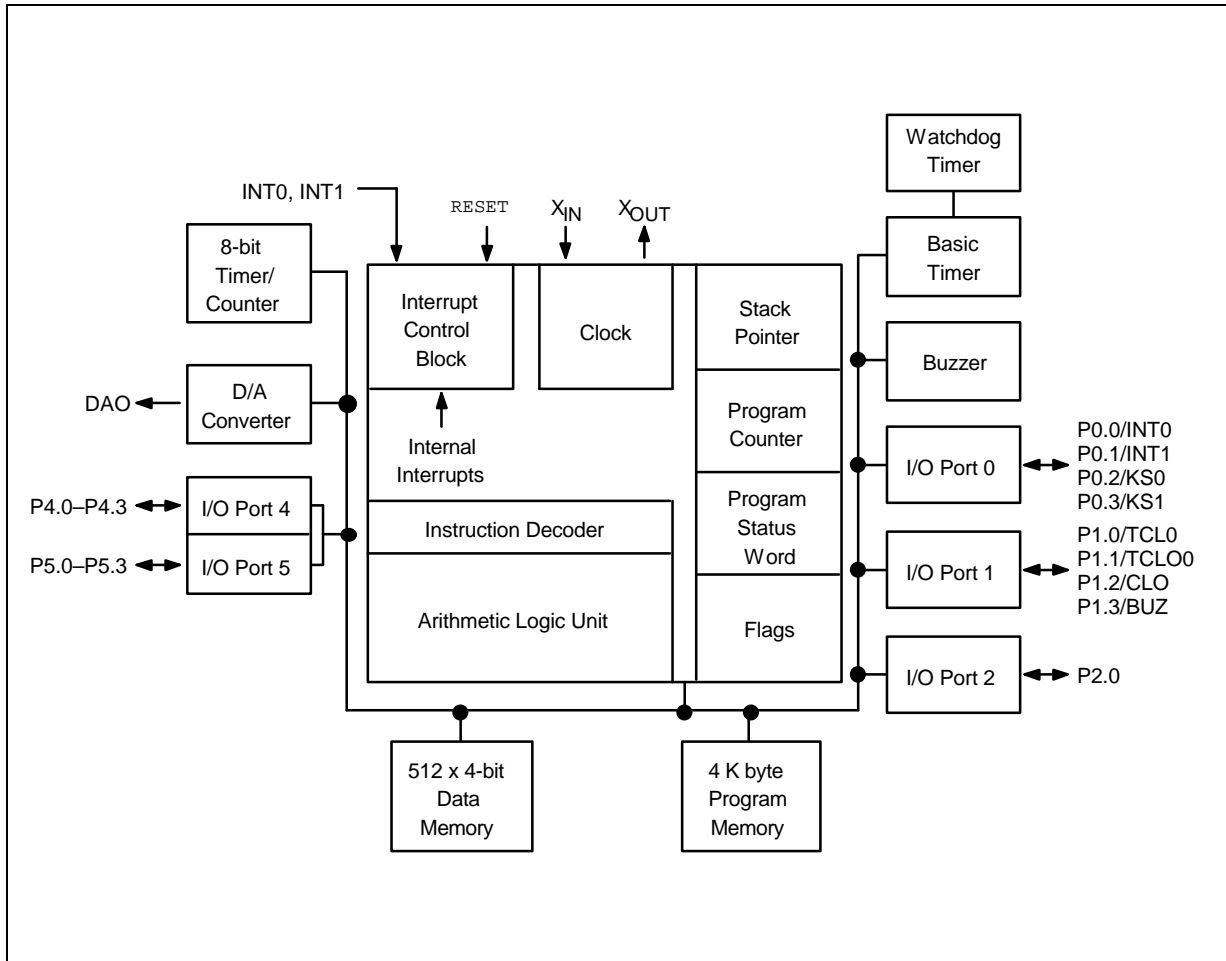 Watchdog
Timer
INT0, INT1
RESET
XIN
XOUT
8-bit
Timer/
Counter
Basic
Timer
Interrupt
Control
Block
Clock
Stack
Pointer
Buzzer
DAO
D/A
Converter
Program
Counter
Internal
Interrupts
I/O Port 0
P0.0/INT0
P0.1/INT1
P0.2/KS0
P0.3/KS1
P4.0–P4.3
I/O Port 4
P5.0–P5.3
I/O Port 5
Instruction Decoder
Program
Status
Word
I/O Port 1
P1.0/TCL0
P1.1/TCLO0
P1.2/CLO
P1.3/BUZ
Arithmetic Logic Unit
Flags
I/O Port 2
P2.0
512 x 4-bit
Data
Memory
4 K byte
Program
Memory